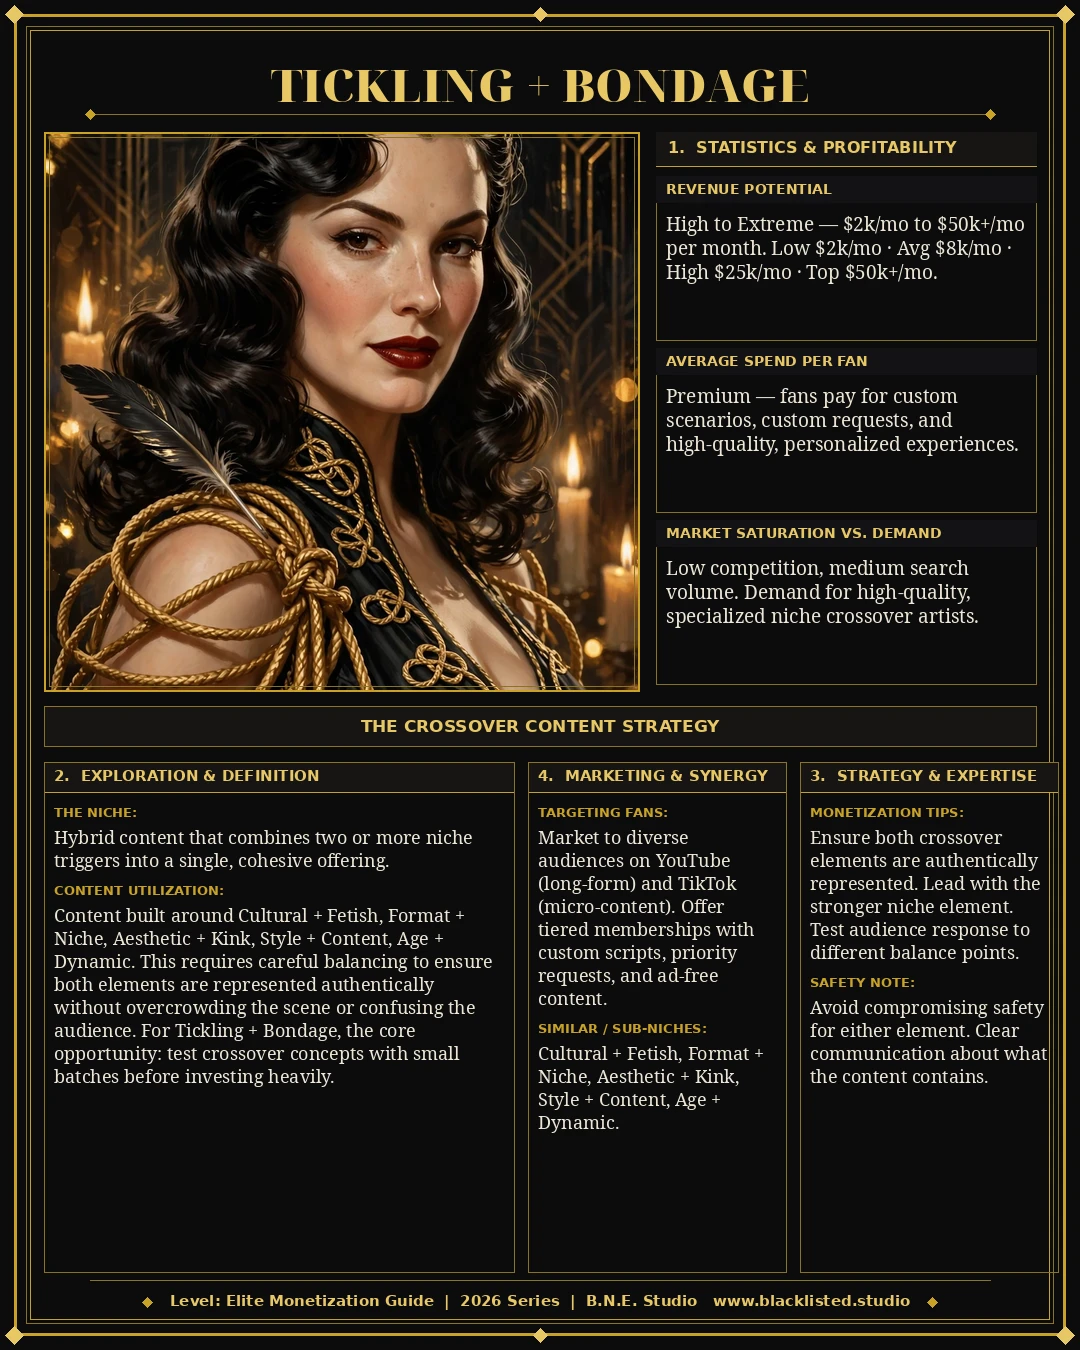 TICKLING + BONDAGE
1. STATISTICS & PROFITABILITY
REVENUE POTENTIAL
High to Extreme — $2k/mo to $50k+/mo
per month. Low $2k/mo · Avg $8k/mo ·
High $25k/mo · Top $50k+/mo.
AVERAGE SPEND PER FAN
Premium — fans pay for custom
scenarios, custom requests, and
high-quality, personalized experiences.
MARKET SATURATION VS. DEMAND
Low competition, medium search
volume. Demand for high-quality,
specialized niche crossover artists.
THE CROSSOVER CONTENT STRATEGY
2. EXPLORATION & DEFINITION
THE NICHE:
Hybrid content that combines two or more niche
triggers into a single, cohesive offering.
CONTENT UTILIZATION:
Content built around Cultural + Fetish, Format +
Niche, Aesthetic + Kink, Style + Content, Age +
Dynamic. This requires careful balancing to ensure
both elements are represented authentically
without overcrowding the scene or confusing the
audience. For Tickling + Bondage, the core
opportunity: test crossover concepts with small
batches before investing heavily.
4. MARKETING & SYNERGY
TARGETING FANS:
Market to diverse
audiences on YouTube
(long-form) and TikTok
(micro-content). Offer
tiered memberships with
custom scripts, priority
requests, and ad-free
content.
SIMILAR / SUB-NICHES:
Cultural + Fetish, Format +
Niche, Aesthetic + Kink,
Style + Content, Age +
Dynamic.
3. STRATEGY & EXPERTISE
MONETIZATION TIPS:
Ensure both crossover
elements are authentically
represented. Lead with the
stronger niche element.
Test audience response to
different balance points.
SAFETY NOTE:
Avoid compromising safety
for either element. Clear
communication about what
the content contains.
Level: Elite Monetization Guide | 2026 Series | B.N.E. Studio www.blacklisted.studio